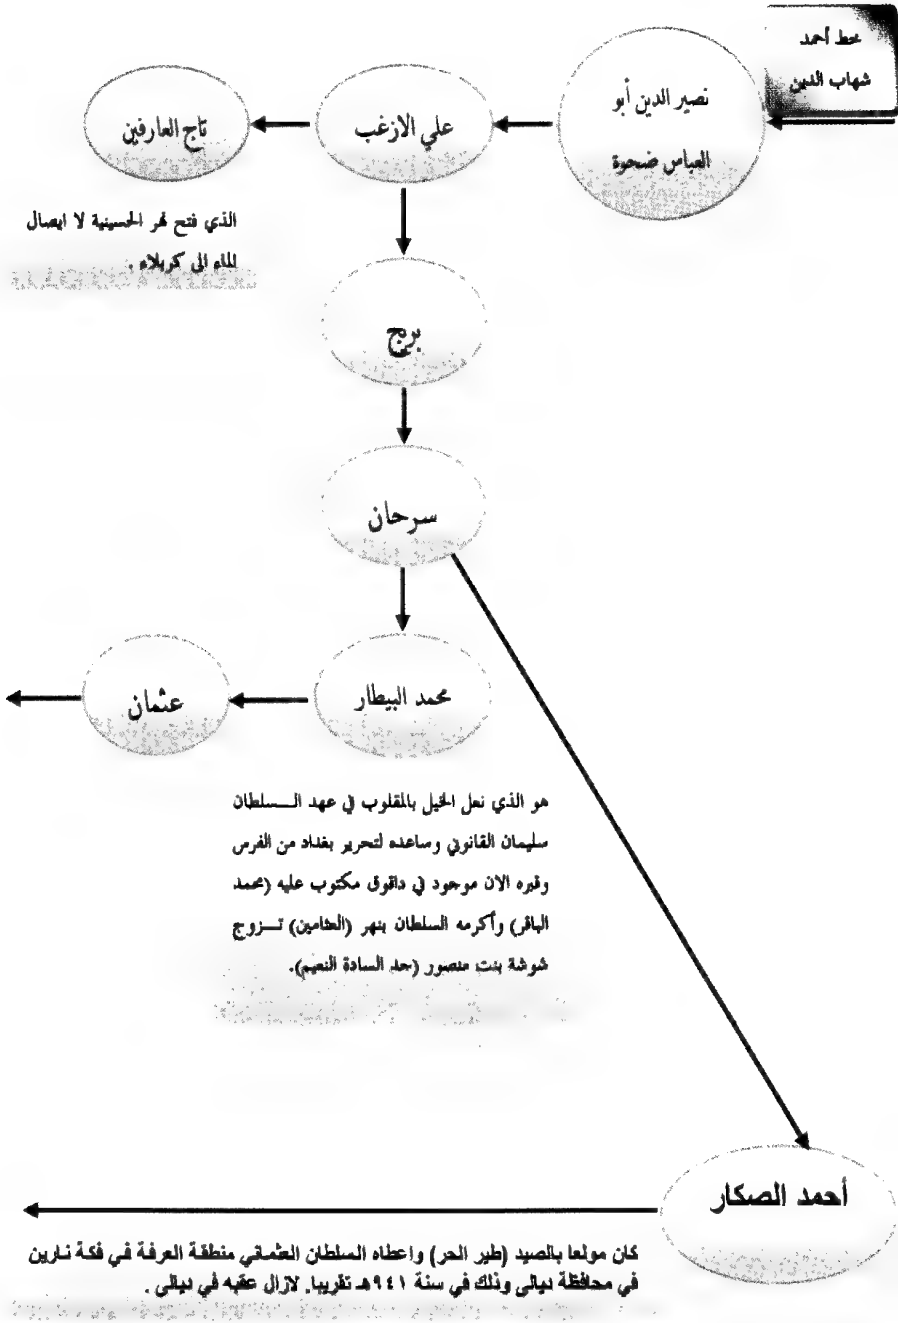 خط أحمد
شهاب الدين
نصير الدين أبو
العباس ضحوة
علي الازغب
تاج العارفين
الذي فتح نهر الحسينية لا ايصال
الماء الى كربلاء .
بريج
سرحان
محمد البيطار
عثمان
هو الذي نعل الخيل بالمقلوب في عهد الـــسلطان
سليمان القانوني وساعده لتحرير بغداد من الفرس
وقبره الان موجود في داقوق مكتوب عليه (محمد
الباقر) وأكرمه السلطان بنهر (العثامين) تـــزوج
شوشة بنت منصور (جد السادة النعيم).
أحمد الصكار
كان مولعا بالصيد (طير الحر) واعطاه السلطان العثماني منطقة العرفة في فكة نارين
في محافظة ديالى وذلك في سنة ٩٤١هـ تقريبا. لازال عقبه في ديالى .